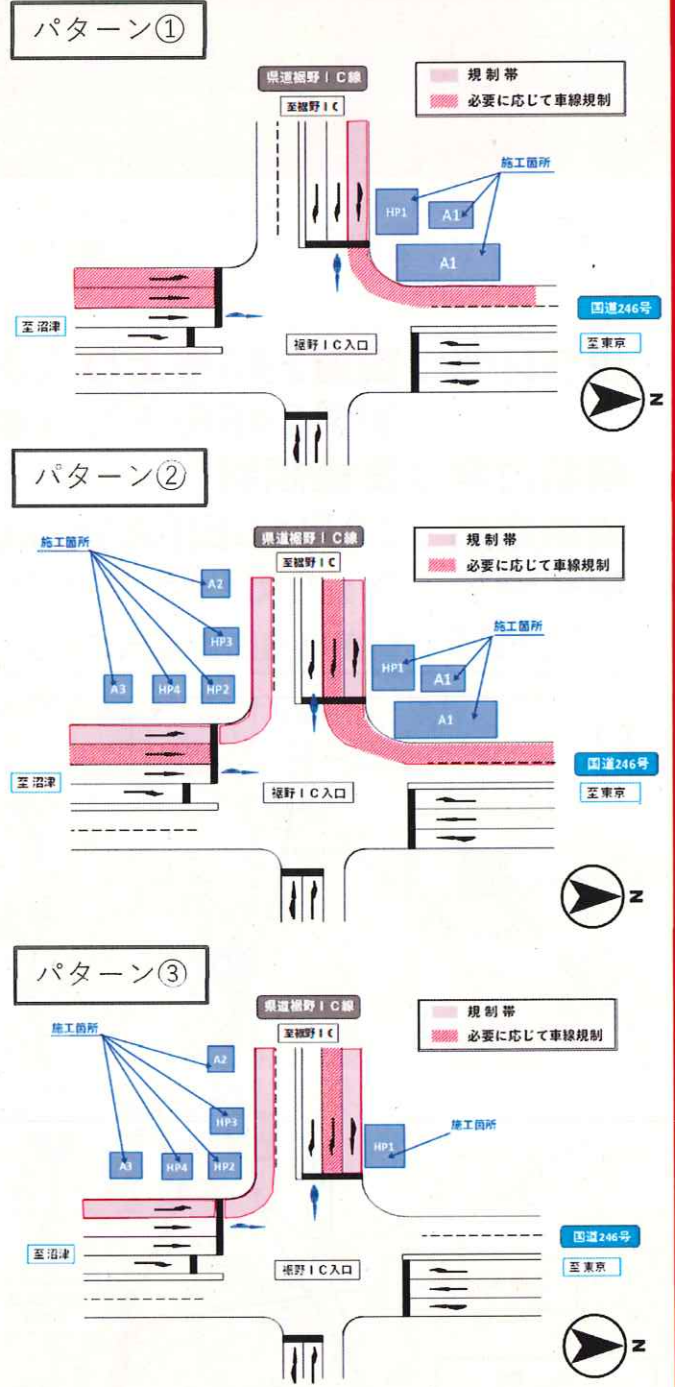 パターン①
県道裾野IC線
至裾野IC
規制帯
必要に応じて車線規制
施工箇所
HP1
A1
A1
至沼津
裾野IC入口
国道246号
至東京
N
パターン②
施工箇所
県道裾野IC線
至裾野IC
規制帯
必要に応じて車線規制
A2
施工箇所
HP3
HP1
A1
A3
HP4
HP2
A1
国道246号
至沼津
裾野IC入口
至東京
N
パターン③
県道裾野IC線
至裾野IC
規制帯
必要に応じて車線規制
施工箇所
A2
HP3
施工箇所
HP1
A3
HP4
HP2
国道246号
至沼津
裾野IC入口
至東京
N